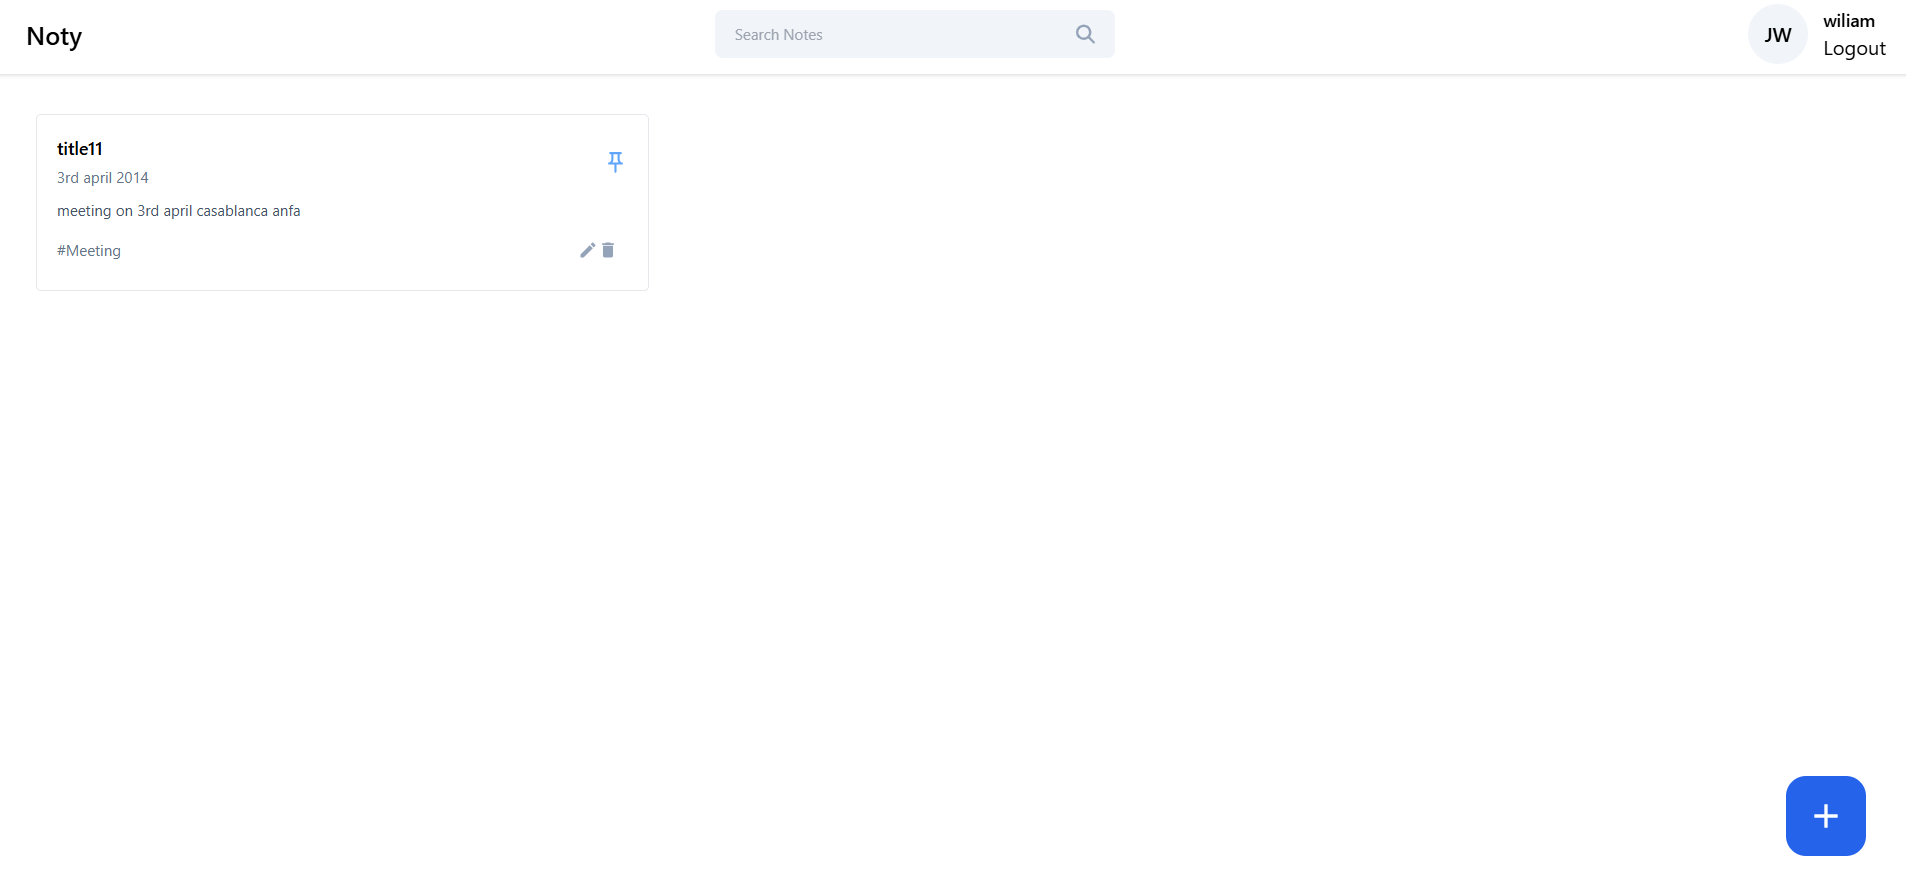 Noty
Search Notes
JW
wiliam
Logout
title11
3rd april 2014
meeting on 3rd april casablanca anfa
#Meeting